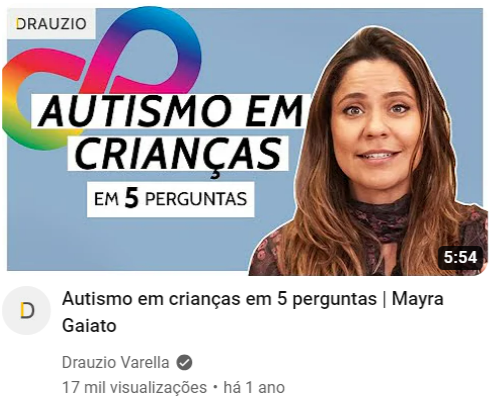 DRAUZIO
AUTISMO EM
CRIANÇAS
EM 5 PERGUNTAS
5:54
Autismo em crianças em 5 perguntas | Mayra
Gaiato
D
Drauzio Varella
17 mil visualizações • há 1 ano